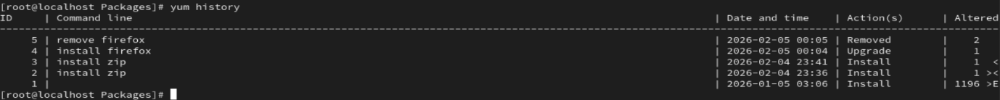 [root@localhost Packages]# yum history
ID     | Command line                                                                                                             | Date and time    | Action(s)      | Altered
-------------------------------------------------------------------------------------------------------------------------------------------------------------------------------
     5 | remove firefox                                                                                                           | 2026-02-05 00:05 | Removed        |    2
     4 | install firefox                                                                                                          | 2026-02-05 00:04 | Upgrade        |    1
     3 | install zip                                                                                                              | 2026-02-04 23:41 | Install        |    1  <
     2 | install zip                                                                                                              | 2026-02-04 23:36 | Install        |    1 ><
     1 |                                                                                                                          | 2026-01-05 03:06 | Install        | 1196 >E
[root@localhost Packages]#